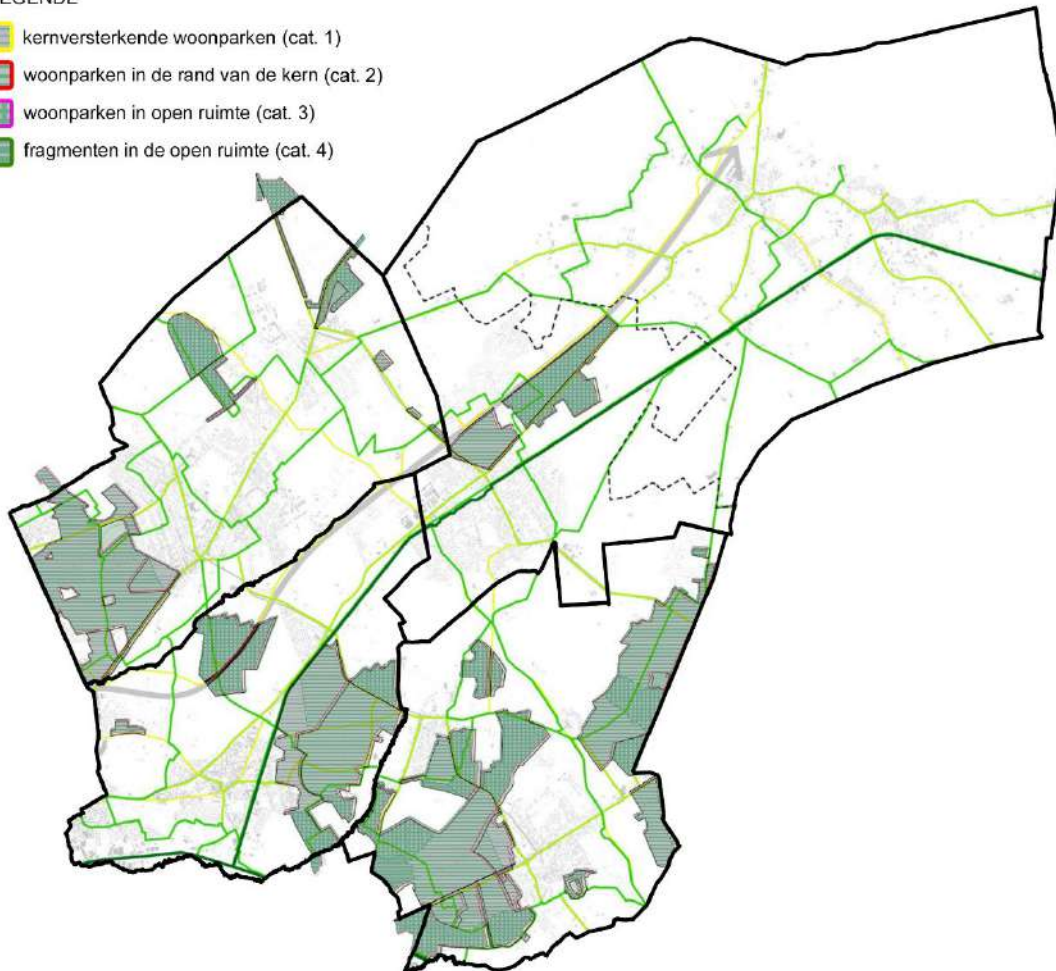 LEGENDE
kernversterkende woonparken (cat. 1)
woonparken in de rand van de kern (cat. 2)
woonparken in open ruimte (cat. 3)
fragmenten in de open ruimte (cat. 4)